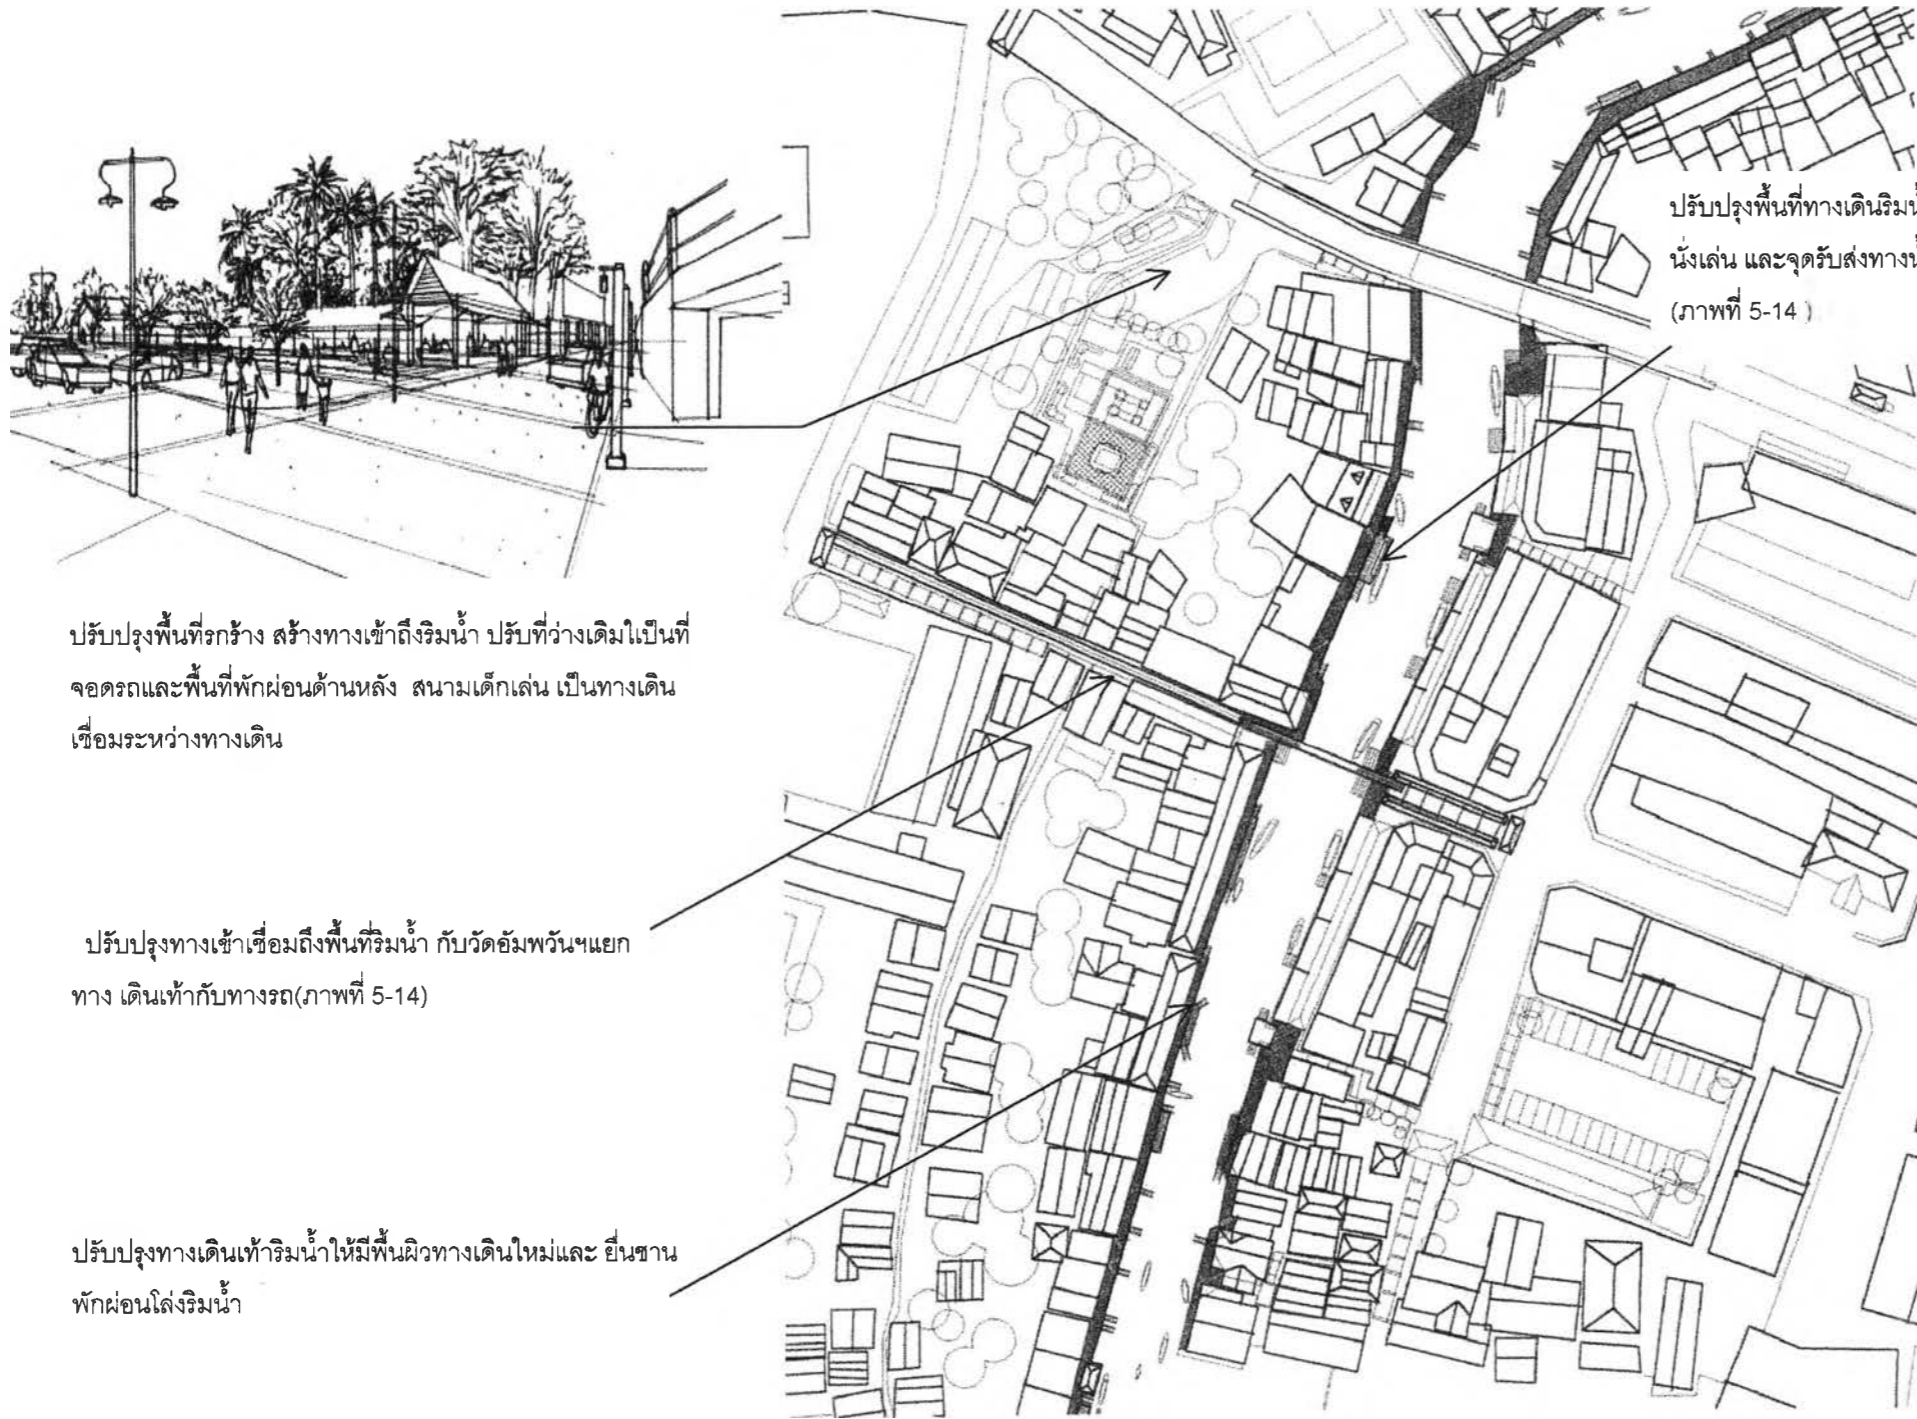 ปรับปรุงพื้นที่ทางเดินริมน้ำ
นั่งเล่น และจุดรับส่งทางน้ำ
(ภาพที่ 5-14 )
ปรับปรุงพื้นที่รกร้าง สร้างทางเข้าถึงริมน้ำ ปรับที่ว่างเดิมใเป็นที่
จอดรถและพื้นที่พักผ่อนด้านหลัง สนามเด็กเล่น เป็นทางเดิน
เชื่อมระหว่างทางเดิน
ปรับปรุงทางเข้าเชื่อมถึงพื้นที่ริมน้ำ กับวัดอัมพวันฯแยก
ทาง เดินเท้ากับทางรถ(ภาพที่ 5-14)
ปรับปรุงทางเดินเท้าริมน้ำให้มีพื้นผิวทางเดินใหม่และ ยื่นชาน
พักผ่อนโล่งริมน้ำ